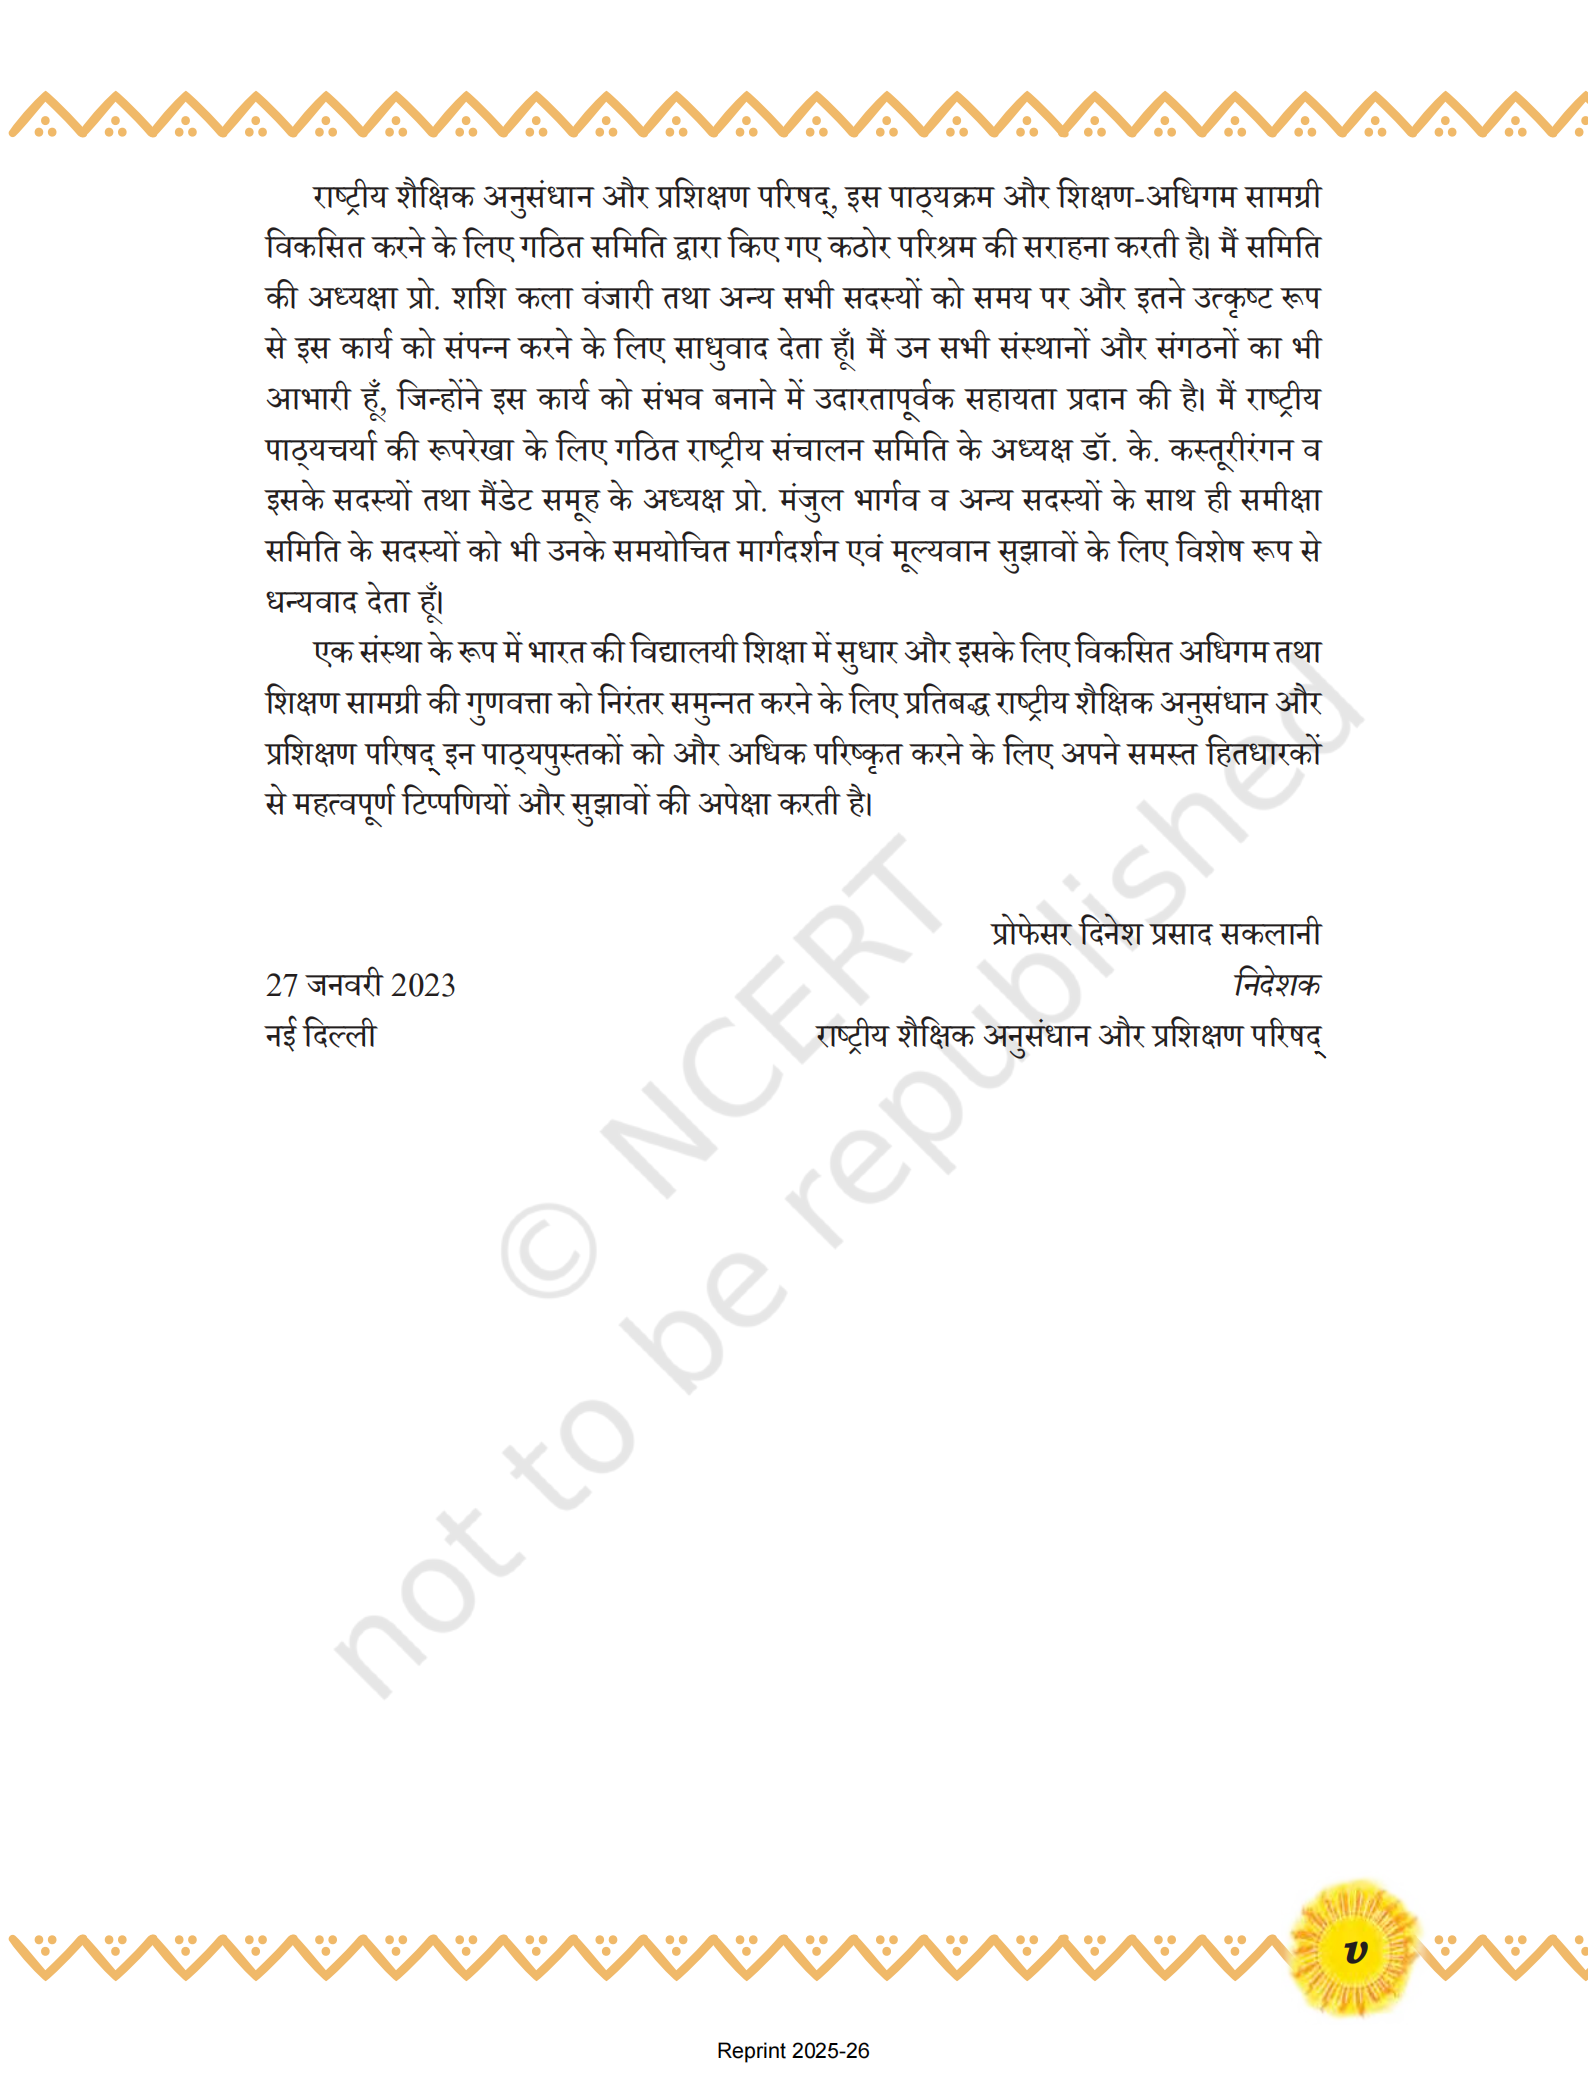 राष्ट्रीय शैक्षिक अनुसंधान और प्रशिक्षण परिषद्, इस पाठ्यक्रम और शिक्षण-अधिगम सामग्री
विकसित करने के लिए गठित समिति द्वारा किए गए कठोर परिश्रम की सराहना करती है। मैं समिति
की अध्यक्षा प्रो. शशि कला वंजारी तथा अन्य सभी सदस्यों को समय पर और इतने उत्कृष्ट रूप
से इस कार्य को संपन्न करने के लिए साधुवाद देता हूँ। मैं उन सभी संस्थानों और संगठनों का भी
आभारी हूँ, जिन्होंने इस कार्य को संभव बनाने में उदारतापूर्वक सहायता प्रदान की है। मैं राष्ट्रीय
पाठ्यचर्या की रूपरेखा के लिए गठित राष्ट्रीय संचालन समिति के अध्यक्ष डॉ. के. कस्तूरीरंगन व
इसके सदस्यों तथा मैंडेट समूह के अध्यक्ष प्रो. मंजुल भार्गव व अन्य सदस्यों के साथ ही समीक्षा
समिति के सदस्यों को भी उनके समयोचित मार्गदर्शन एवं मूल्यवान सुझावों के लिए विशेष रूप से
धन्यवाद देता हूँ।
एक संस्था के रूप में भारत की विद्यालयी शिक्षा में सुधार और इसके लिए विकसित अधिगम तथा
शिक्षण सामग्री की गुणवत्ता को निरंतर समुन्नत करने के लिए प्रतिबद्ध राष्ट्रीय शैक्षिक अनुसंधान और
प्रशिक्षण परिषद् इन पाठ्यपुस्तकों को और अधिक परिष्कृत करने के लिए अपने समस्त हितधारकों
से महत्वपूर्ण टिप्पणियों और सुझावों की अपेक्षा करती है।
प्रोफेसर दिनेश प्रसाद सकलानी
27 जनवरी 2023 निदेशक
नई दिल्ली राष्ट्रीय शैक्षिक अनुसंधान और प्रशिक्षण परिषद्
© NCERT
not to be republished
v
Reprint 2025-26